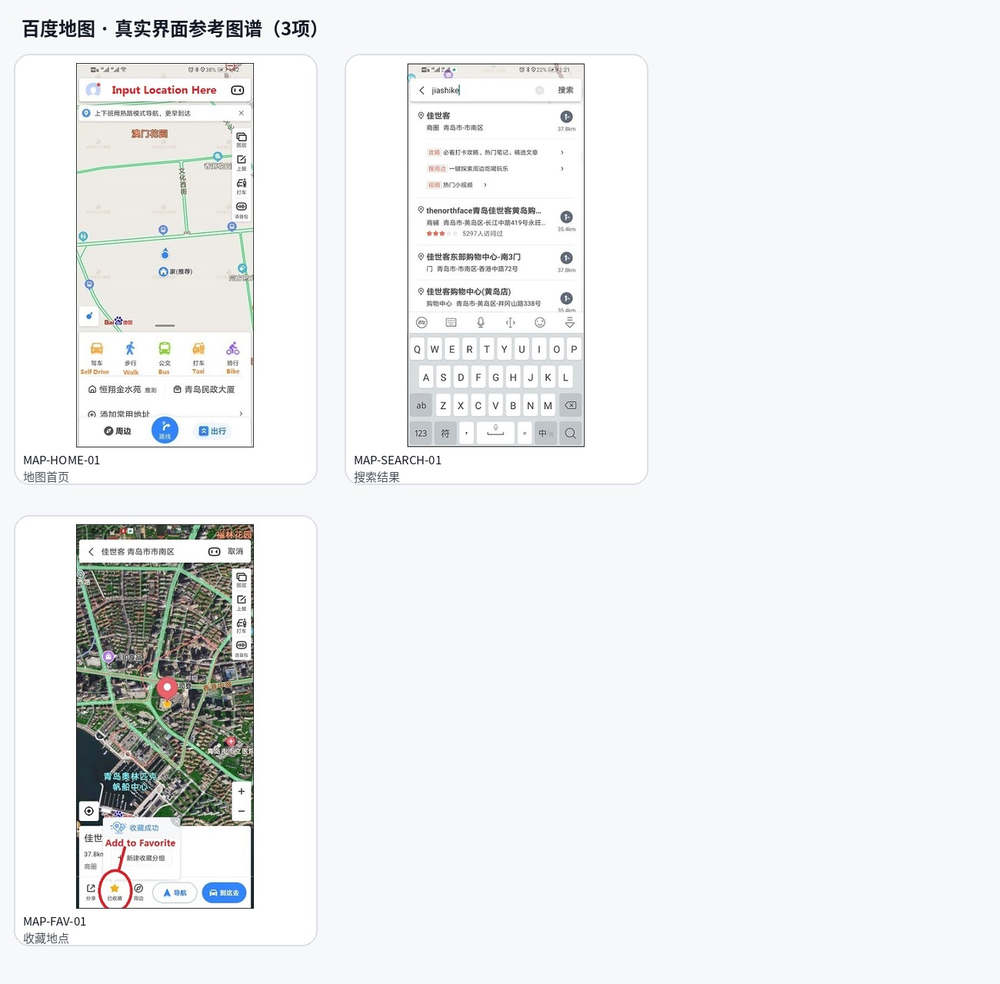 百度地图 · 真实界面参考图谱（3项）
38%
Input Location Here
上下班用熟路模式导航，更早到达
澳门花园
图层
上报
打车
语音包
文化西街
家(推荐)
Bai 地图
驾车 步行 公交 打车 骑行
Self Drive Walk Bus Taxi Bike
恒翔金水苑 推测 青岛民政大厦
添加常用地址
周边 路线 出行
MAP-HOME-01
地图首页
22% 1:21
jiashike 搜索
佳世客
商圈 青岛市-市南区
37.8km
攻略 必看打卡攻略、热门笔记、精选文章
搜周边 一键探索周边吃喝玩乐
视频 热门小视频
thenorthface青岛佳世客黄岛购...
商铺 青岛市-黄岛区-长江中路419号永旺...
5297人访问过
35.4km
佳世客东部购物中心-南3门
门 青岛市-市南区-香港中路72号
37.8km
佳世客购物中心(黄岛店)
购物中心 青岛市-黄岛区-井冈山路338号
35.4km
Q W E R T Y U I O P
A S D F G H J K L
ab Z X C V B N M
123 符 ， 。 中
MAP-SEARCH-01
搜索结果
福林花园
佳世客 青岛市市南区 取消
图层
上报
打车
语音包
西路
香港中路
青岛市市立医院
青岛奥林匹克
帆船中心
收藏成功
佳世
Add to Favorite
37.8km
+ 新建收藏分组
商圈
分享 已收藏 周边 导航 到这去
MAP-FAV-01
收藏地点